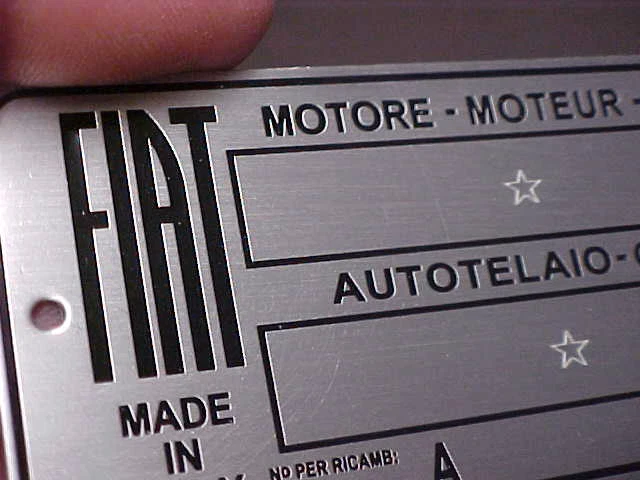 FIAT
MOTORE - MOTEUR -
AUTOTELAIO -
MADE
IN
Nº PER RICAMB:
A